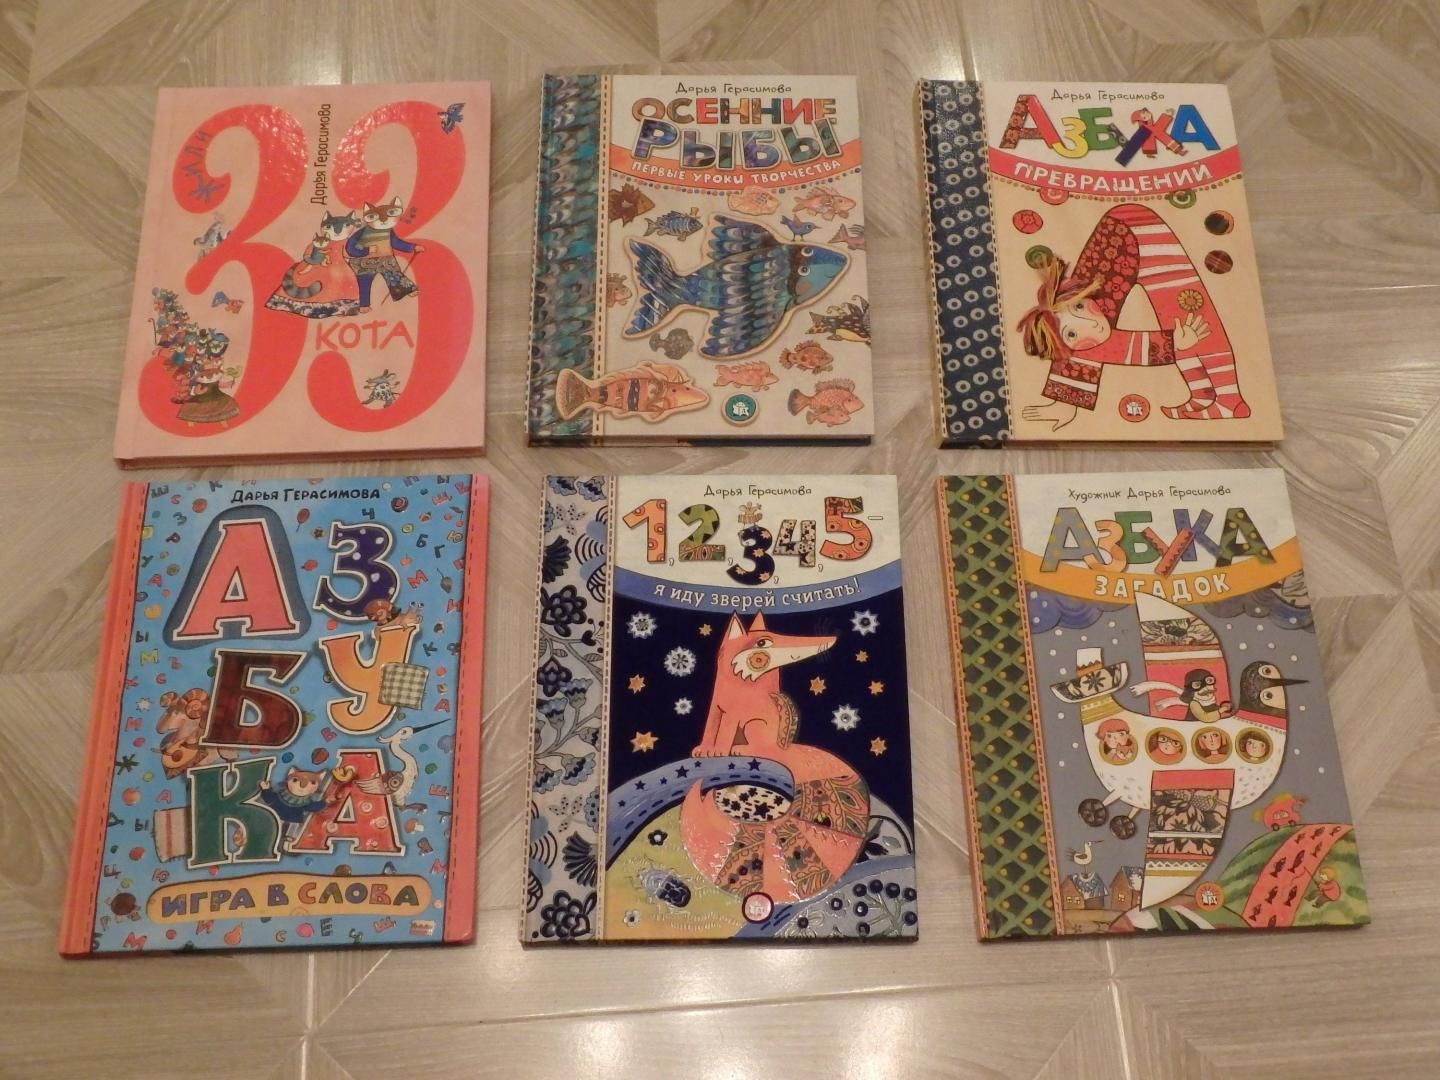 Дарья Герасимова
Жили
33
КОТА
Дарья Герасимова
ОСЕННИЕ
РЫБЫ
ПЕРВЫЕ УРОКИ ТВОРЧЕСТВА
Дарья Герасимова
АЗБУКА
ПРЕВРАЩЕНИЙ
ДАРЬЯ ГЕРАСИМОВА
АЗ
БУ
КА
ИГРА В СЛОВА
Дарья Герасимова
1, 2, 3, 4, 5 –
я иду зверей считать!
Художник Дарья Герасимова
АЗБУКА
ЗАГАДОК